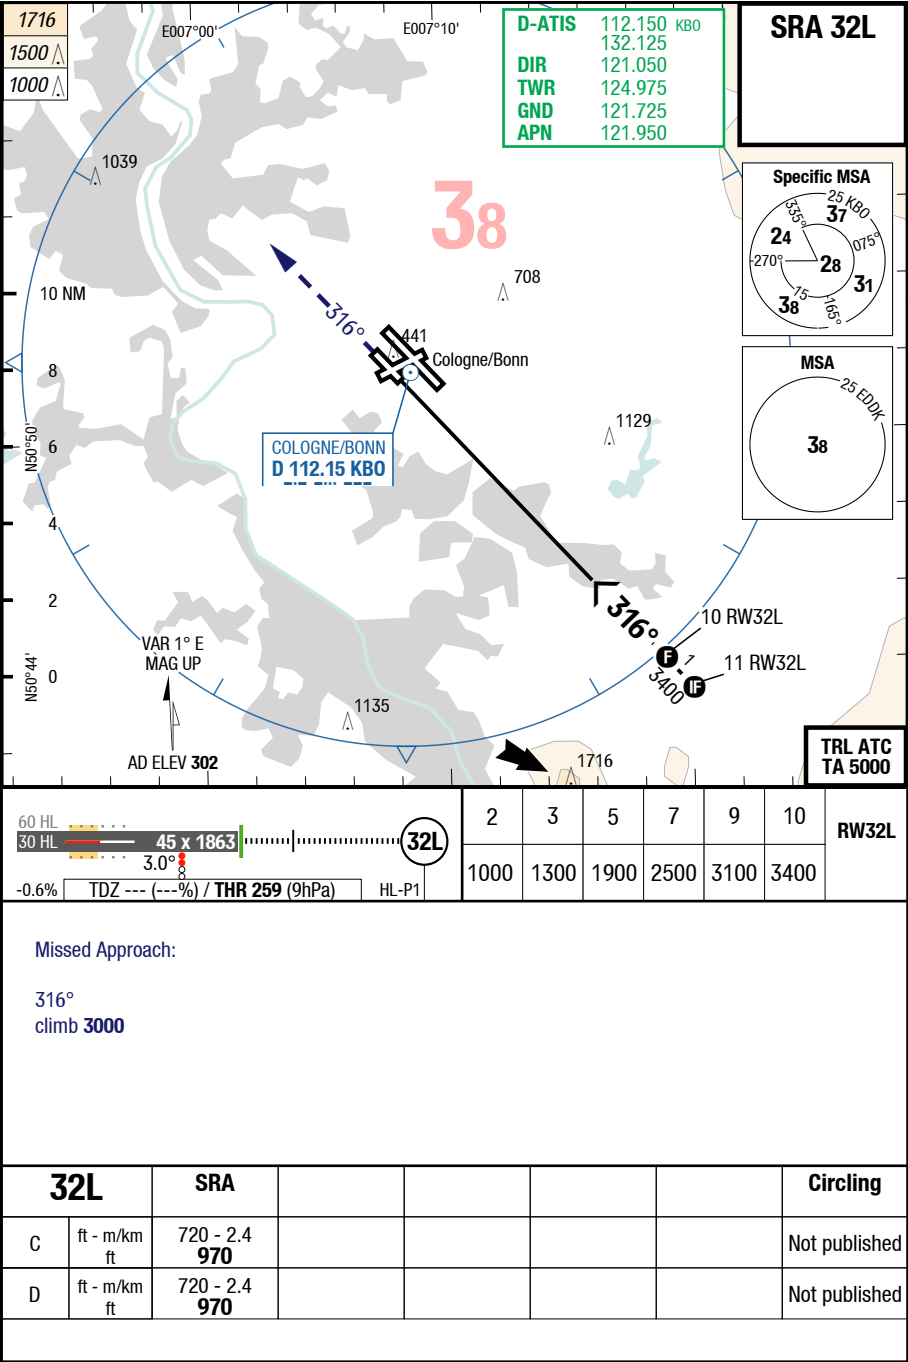 1716
1500
1000
E007°00'
E007°10'
D-ATIS 112.150 KBO
132.125
DIR 121.050
TWR 124.975
GND 121.725
APN 121.950
SRA 32L
1039
38
Specific MSA
25 KBO
335°
37
24
075°
270°
28
31
15
38
165°
708
10 NM
316°
441
Cologne/Bonn
8
MSA
25 EDDK
38
1129
N50°50'
6
COLOGNE/BONN
D 112.15 KBO
4
2
316°
10 RW32L
F
1
11 RW32L
IF
3400
VAR 1° E
MAG UP
N50°44'
0
1135
AD ELEV 302
1716
TRL ATC
TA 5000
60 HL
30 HL
45 x 1863
32L
3.0°
-0.6%
TDZ --- (---%) / THR 259 (9hPa)
HL-P1
2 3 5 7 9 10 RW32L
1000 1300 1900 2500 3100 3400
Missed Approach:
316°
climb 3000
32L SRA Circling
C ft - m/km 720 - 2.4 Not published
ft 970
D ft - m/km 720 - 2.4 Not published
ft 970